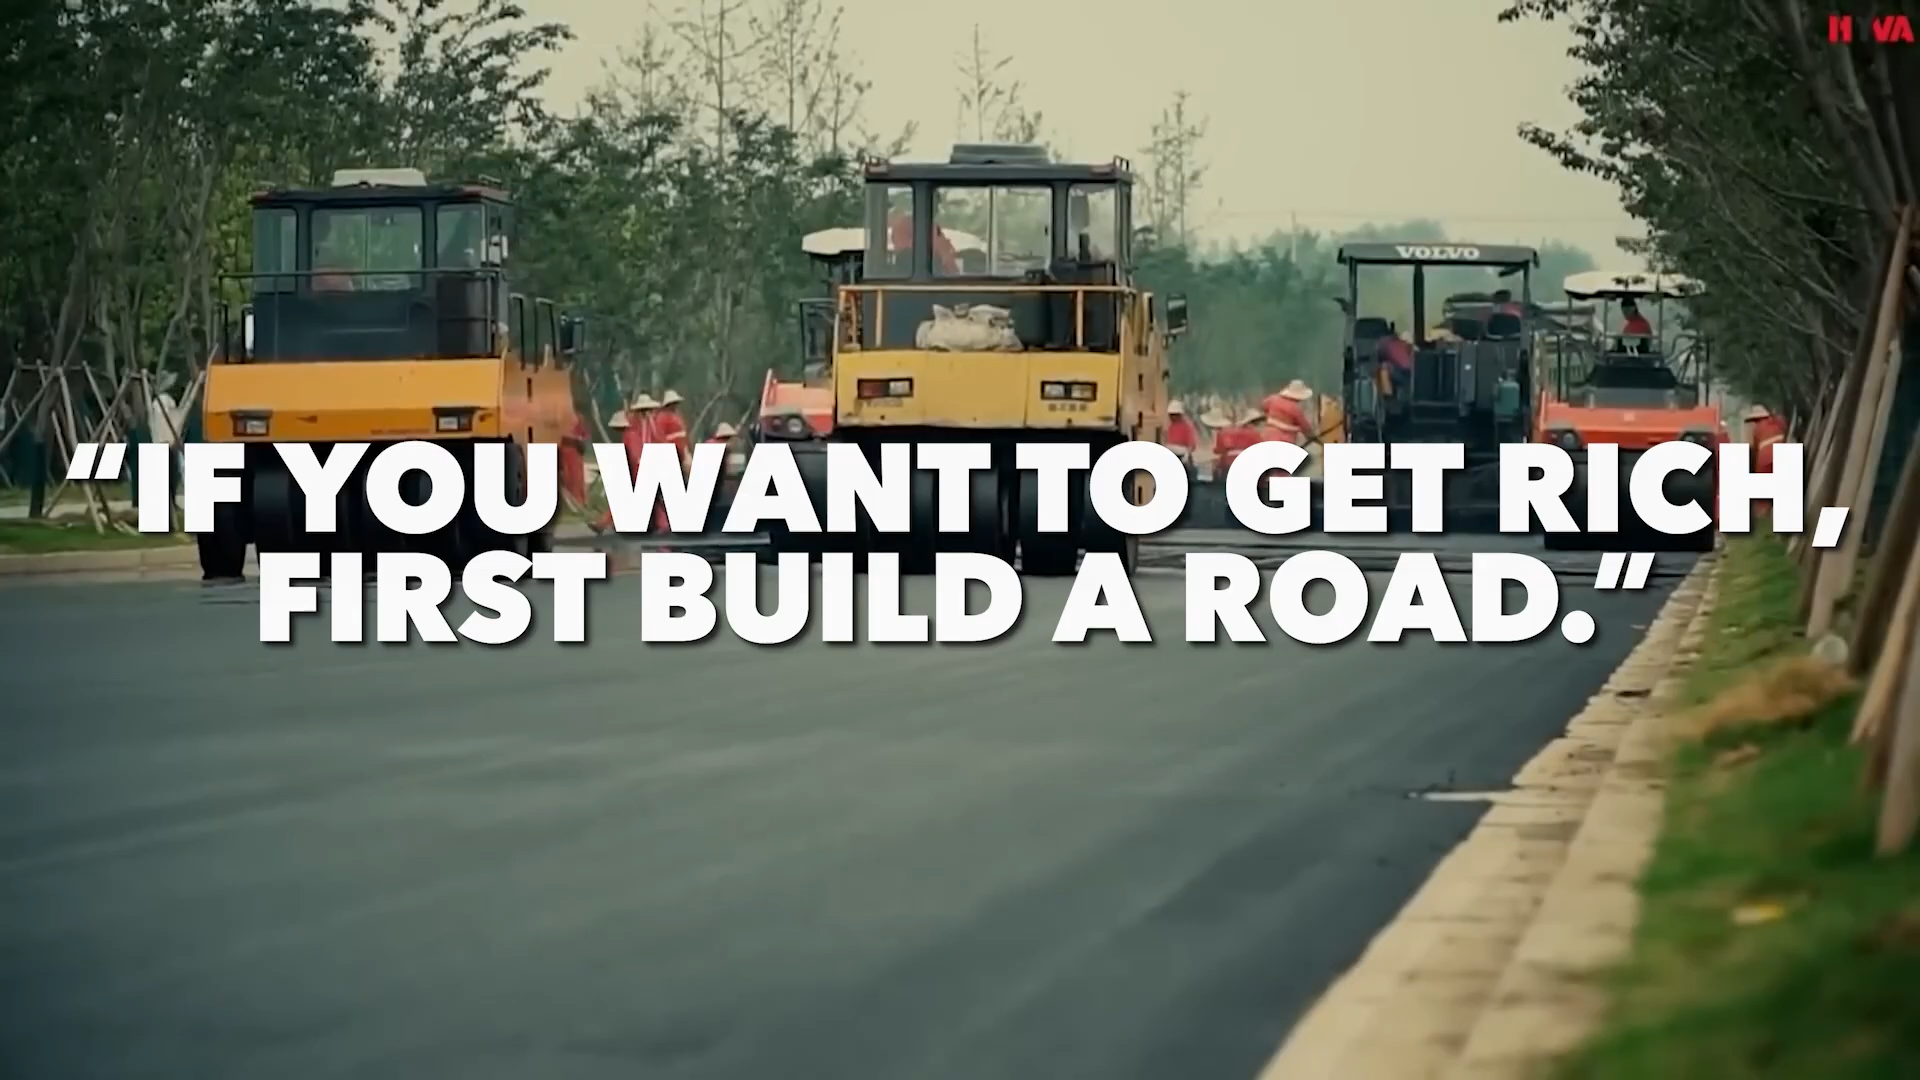 VOLVO
“IF YOU WANT TO GET RICH,
FIRST BUILD A ROAD.”